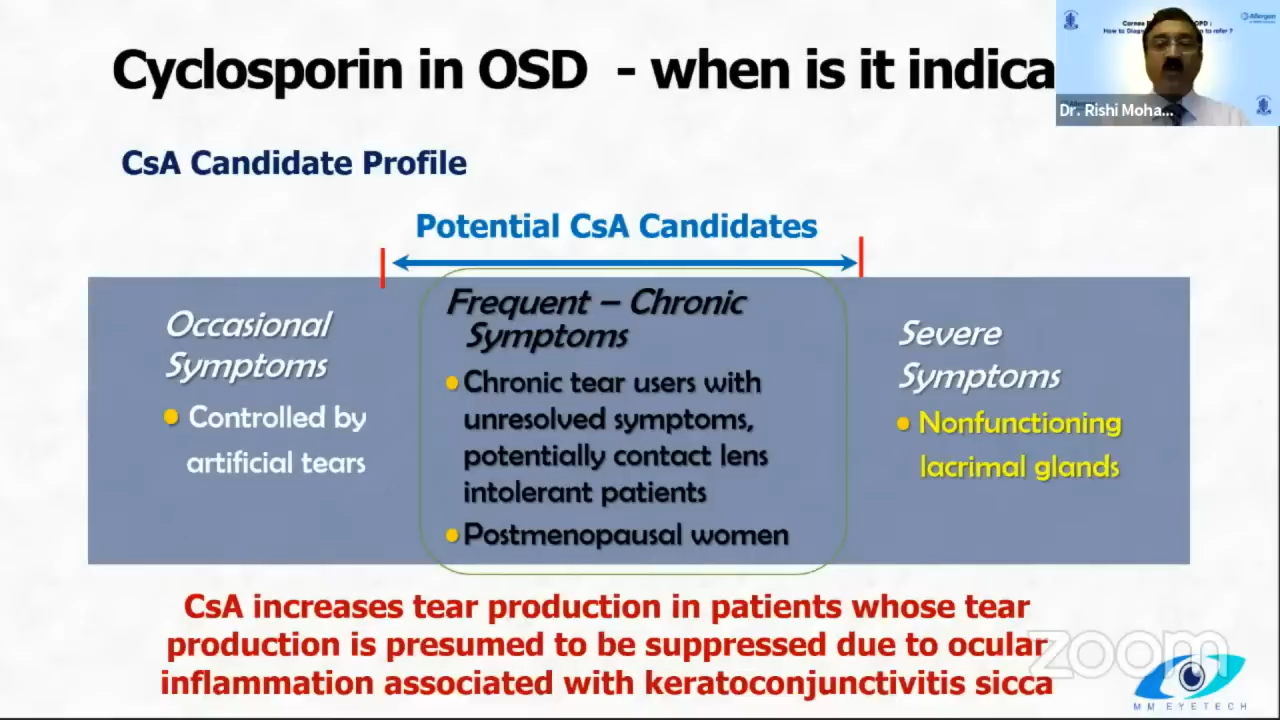 Cyclosporin in OSD - when is it indica
CsA Candidate Profile
Potential CsA Candidates
Occasional
Symptoms
Controlled by
artificial tears
Frequent – Chronic
Symptoms
Chronic tear users with
unresolved symptoms,
potentially contact lens
intolerant patients
Postmenopausal women
Severe
Symptoms
Nonfunctioning
lacrimal glands
CsA increases tear production in patients whose tear
production is presumed to be suppressed due to ocular
inflammation associated with keratoconjunctivitis sicca
Allergan
Dr. Rishi Moha...
zoom
MM EYETECH